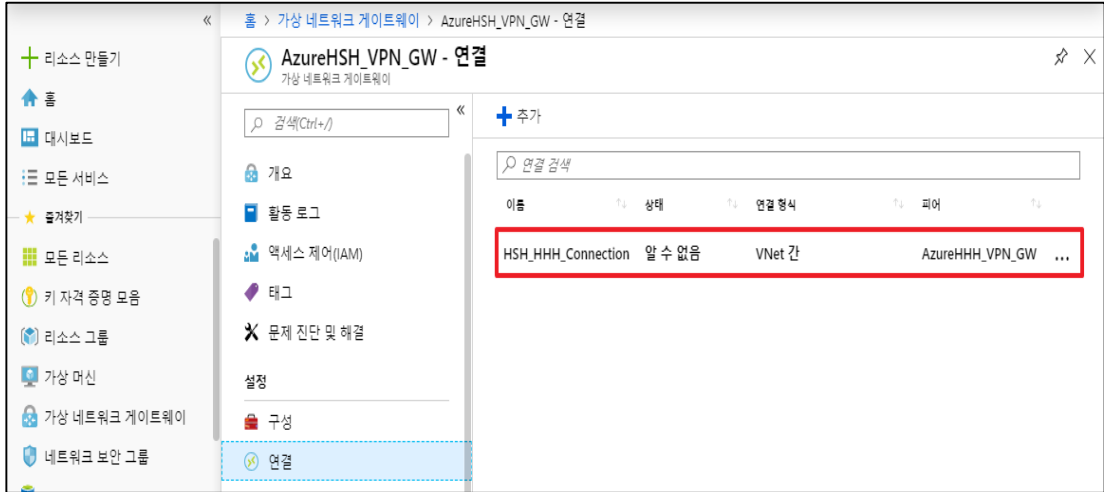 홈 > 가상 네트워크 게이트웨이 > AzureHSH_VPN_GW - 연결
리소스 만들기
홈
대시보드
모든 서비스
즐겨찾기
모든 리소스
키 자격 증명 모음
리소스 그룹
가상 머신
가상 네트워크 게이트웨이
네트워크 보안 그룹
AzureHSH_VPN_GW - 연결
가상 네트워크 게이트웨이
검색(Ctrl+/)
개요
활동 로그
액세스 제어(IAM)
태그
문제 진단 및 해결
설정
구성
연결
추가
연결 검색
이름 상태 연결 형식 피어
HSH_HHH_Connection 알 수 없음 VNet 간 AzureHHH_VPN_GW ...